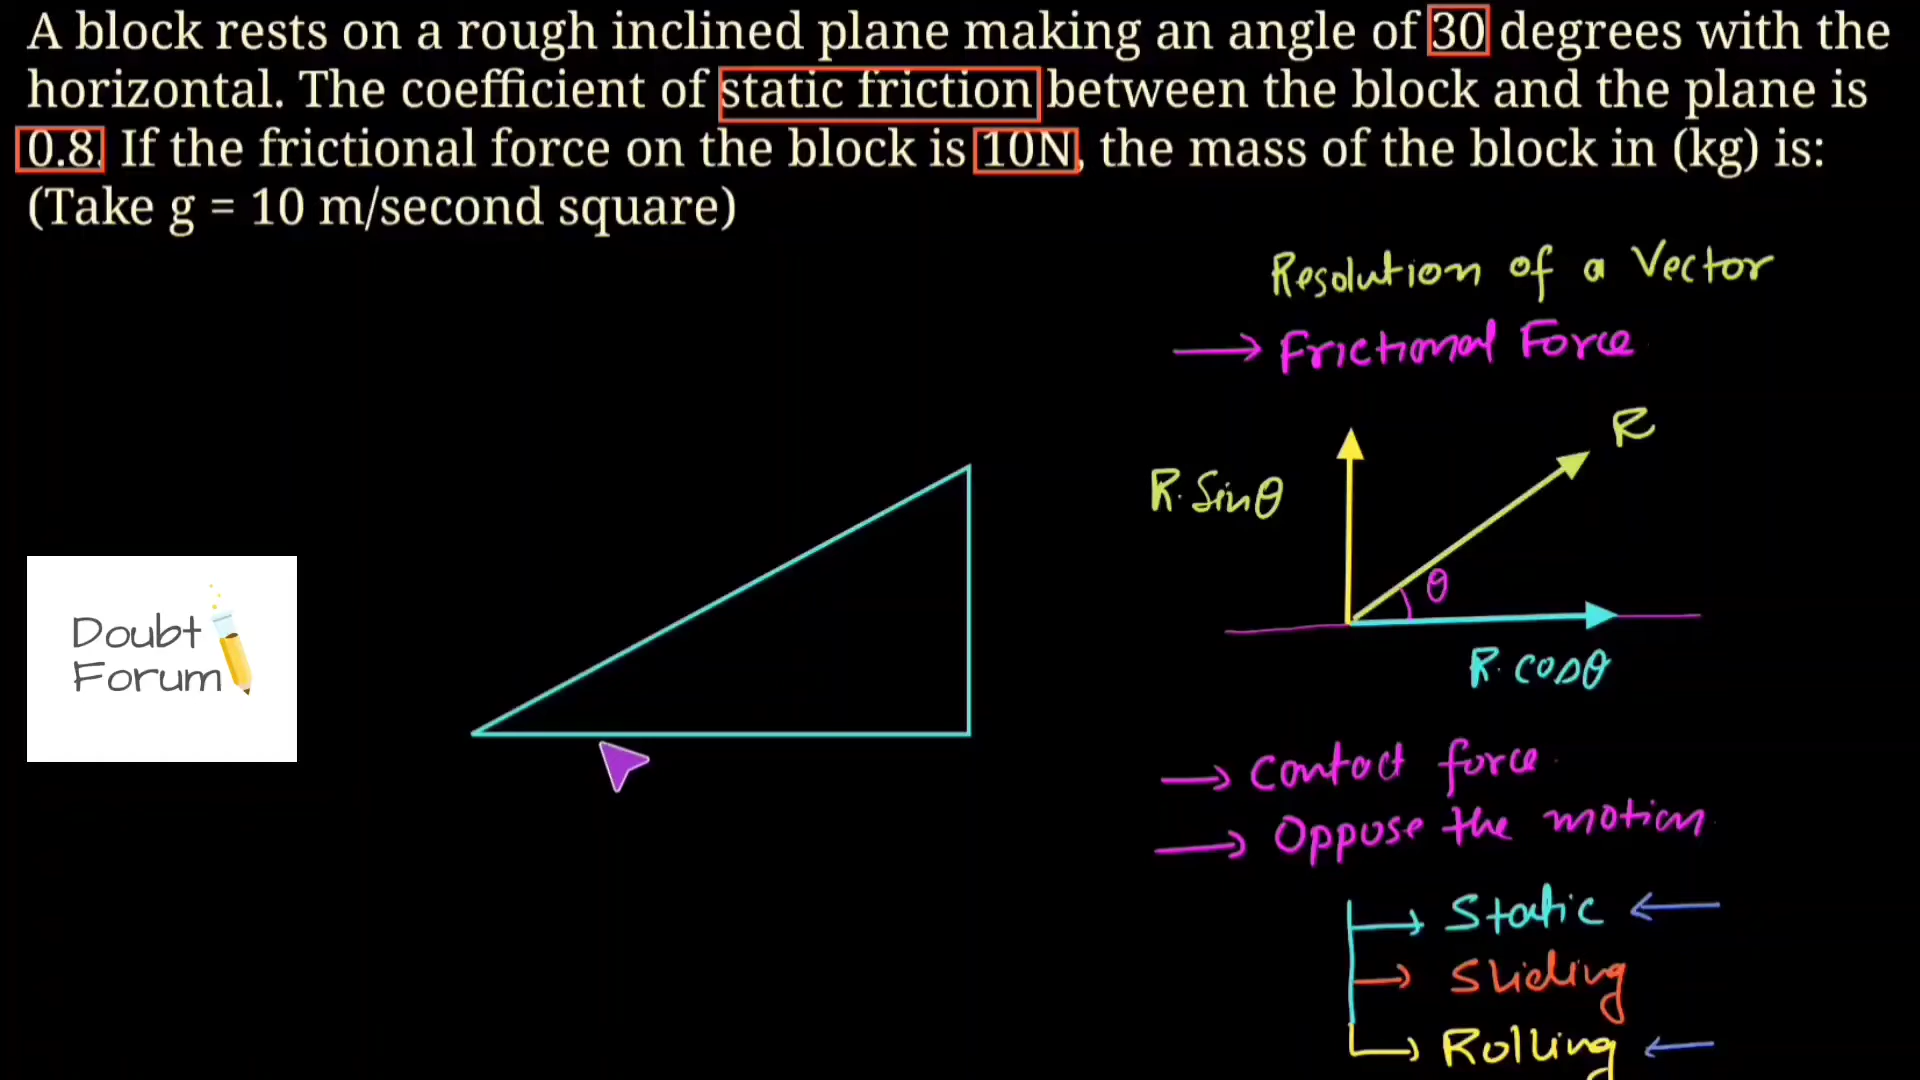 A block rests on a rough inclined plane making an angle of 30 degrees with the
horizontal. The coefficient of static friction between the block and the plane is
0.8. If the frictional force on the block is 10N, the mass of the block in (kg) is:
(Take g = 10 m/second square)
Resolution of a Vector
→ Frictional Force
R
R.Sinθ
θ
R.cosθ
Doubt
Forum
→ Contact force
→ Oppose the motion
→ Static ←
→ Sliding
→ Rolling ←